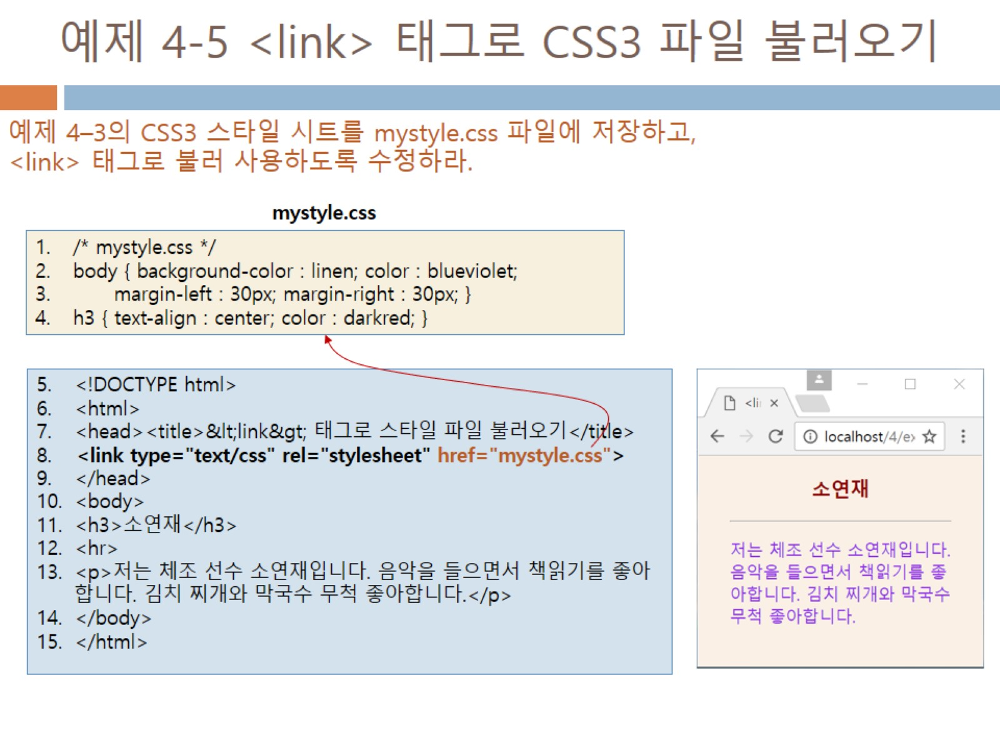 예제 4-5 <link> 태그로 CSS3 파일 불러오기
예제 4–3의 CSS3 스타일 시트를 mystyle.css 파일에 저장하고,
<link> 태그로 불러 사용하도록 수정하라.
mystyle.css
1. /* mystyle.css */
2. body { background-color : linen; color : blueviolet;
3. margin-left : 30px; margin-right : 30px; }
4. h3 { text-align : center; color : darkred; }
5. <!DOCTYPE html>
6. <html>
7. <head><title>&lt;link&gt; 태그로 스타일 파일 불러오기</title>
8. <link type="text/css" rel="stylesheet" href="mystyle.css">
9. </head>
10. <body>
11. <h3>소연재</h3>
12. <hr>
13. <p>저는 체조 선수 소연재입니다. 음악을 들으면서 책읽기를 좋아
합니다. 김치 찌개와 막국수 무척 좋아합니다.</p>
14. </body>
15. </html>
<li
localhost/4/e
소연재
저는 체조 선수 소연재입니다.
음악을 들으면서 책읽기를 좋
아합니다. 김치 찌개와 막국수
무척 좋아합니다.